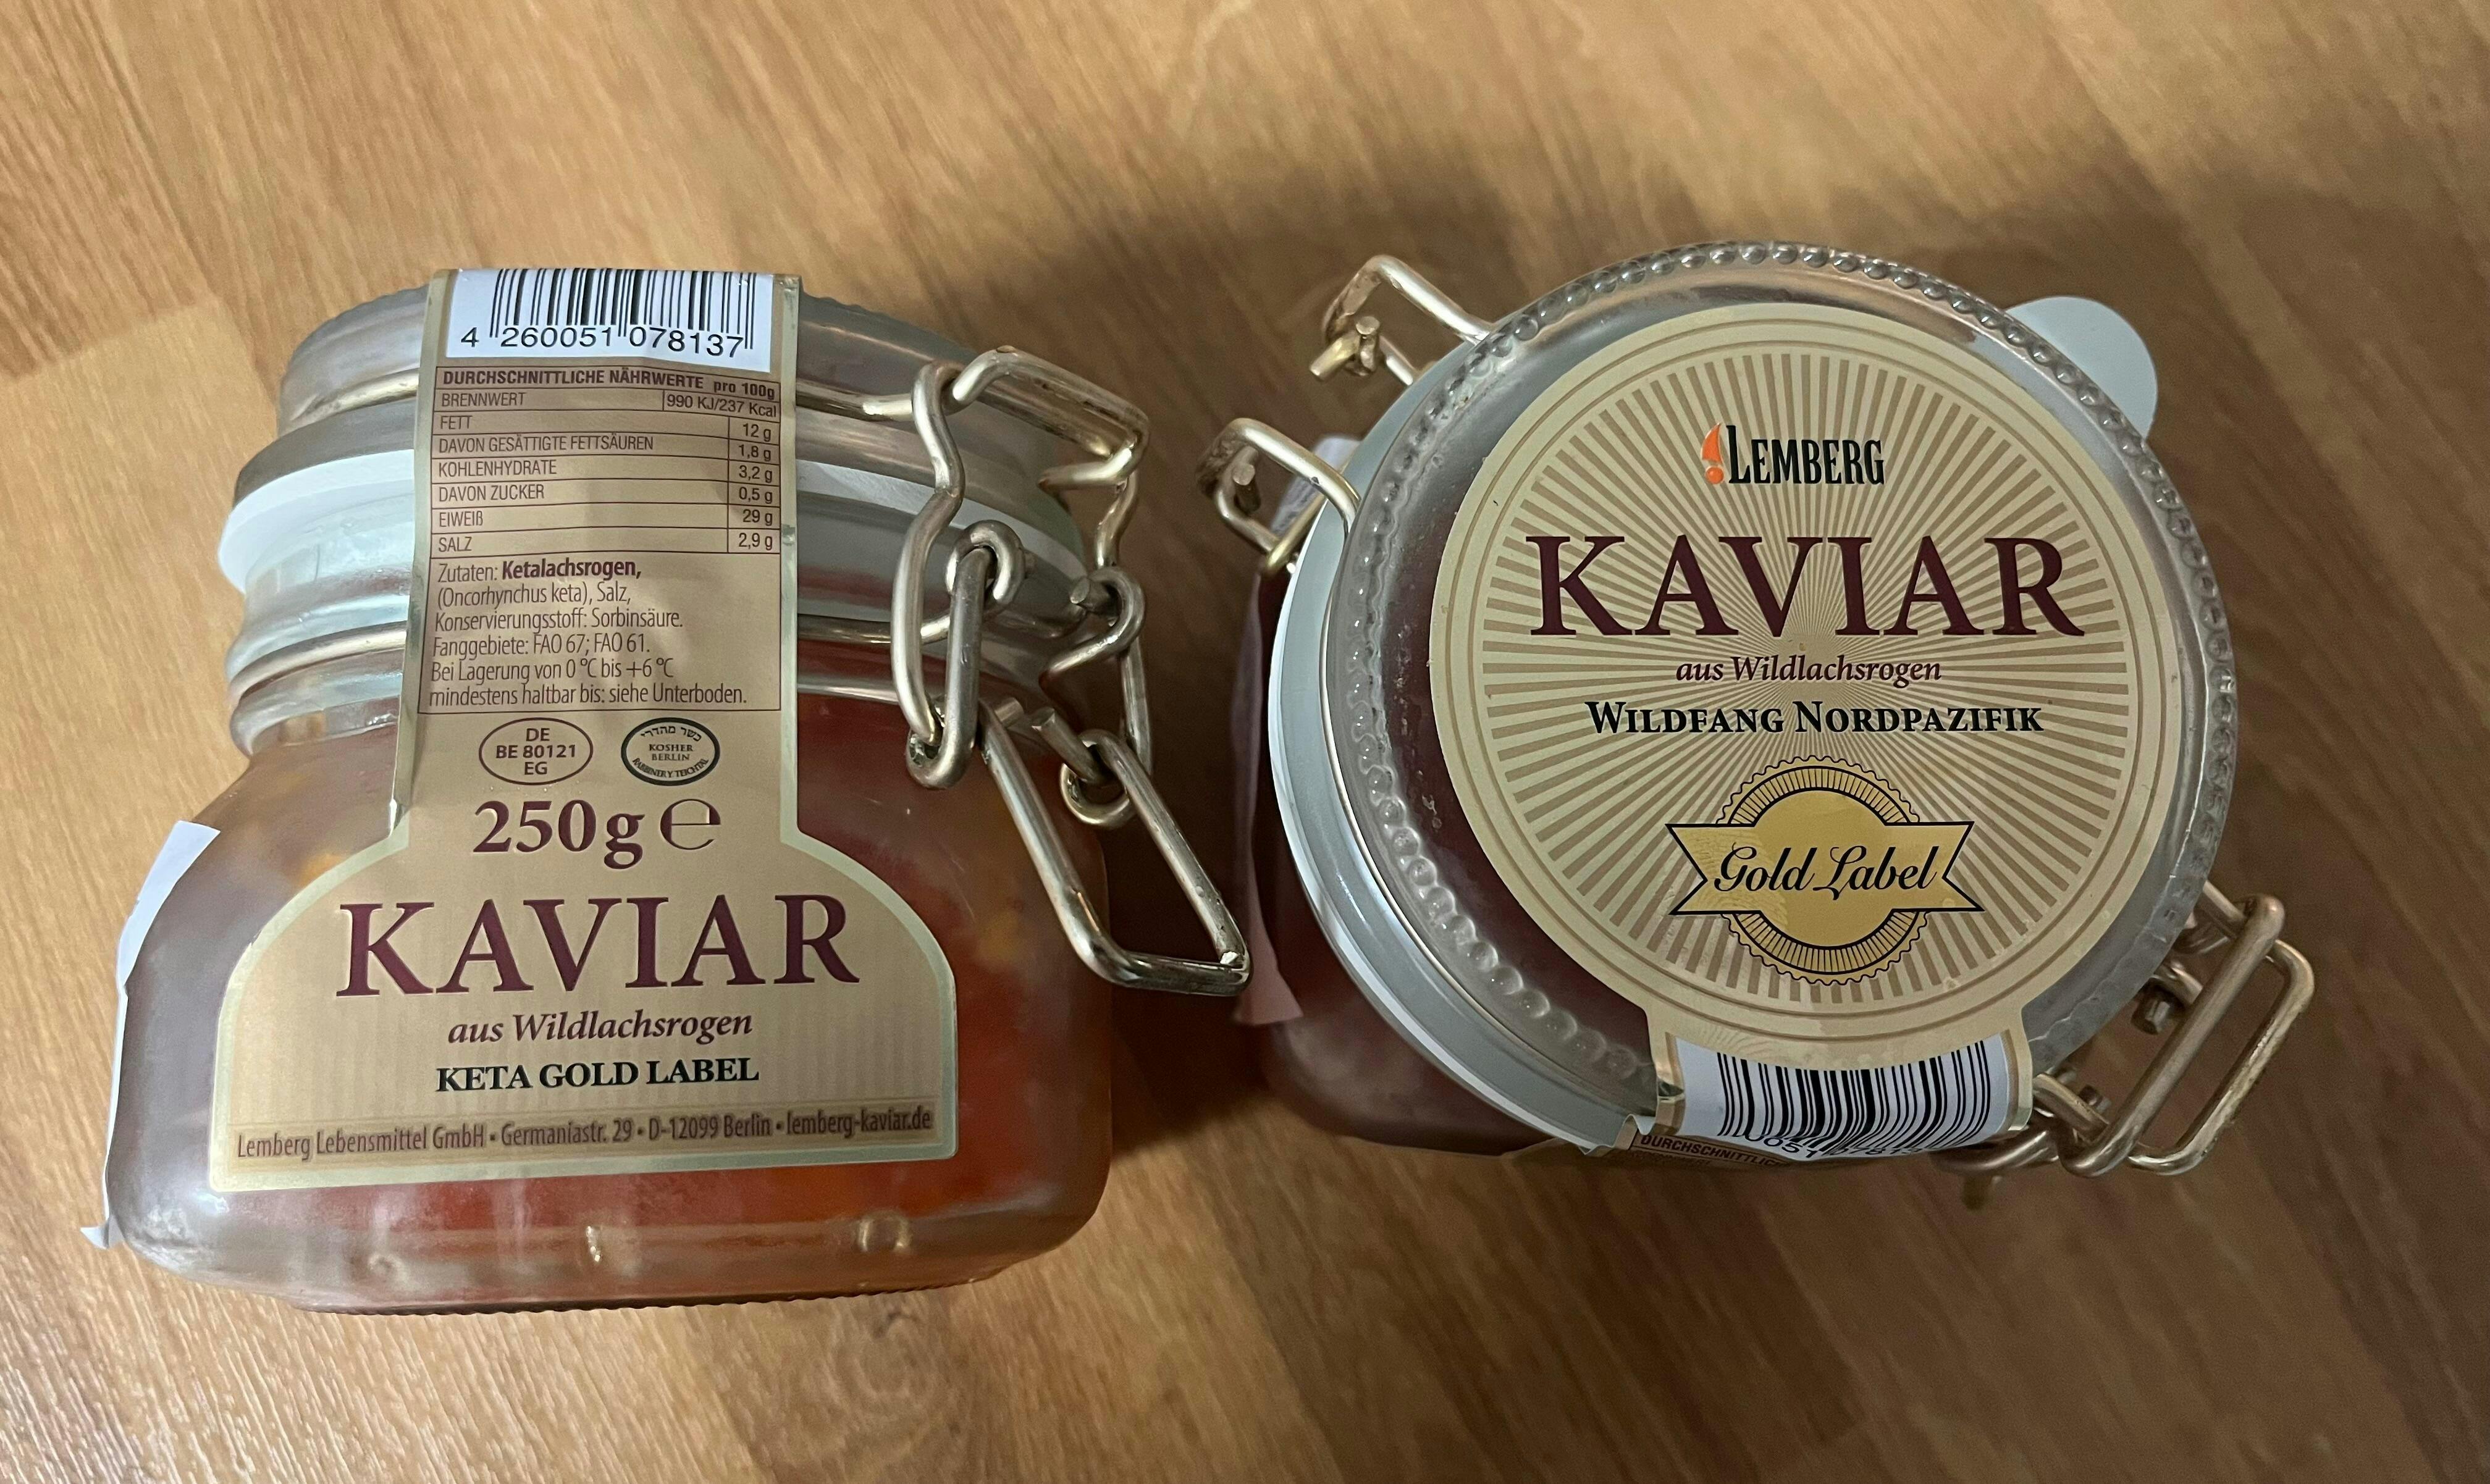 4 260051 078137
DURCHSCHNITTLICHE NÄHRWERTE pro 100g
BRENNWERT 990 KJ/237 Kcal
FETT 12 g
DAVON GESÄTTIGTE FETTSÄUREN 1,8 g
KOHLENHYDRATE 3,2 g
DAVON ZUCKER 0,5 g
EIWEIß 29 g
SALZ 2,9 g
Zutaten: Ketalachsrogen,
(Oncorhynchus keta), Salz,
Konservierungsstoff: Sorbinsäure.
Fanggebiete: FAO 67; FAO 61.
Bei Lagerung von 0 °C bis +6 °C
mindestens haltbar bis: siehe Unterboden.
DE
BE 80121
EG
כשר מהדרין
KOSHER
BERLIN
RABBINER Y. TEICHTAL
250g ℮
KAVIAR
aus Wildlachsrogen
KETA GOLD LABEL
Lemberg Lebensmittel GmbH • Germaniastr. 29 • D-12099 Berlin • lemberg-kaviar.de
LEMBERG
KAVIAR
aus Wildlachsrogen
WILDFANG NORDPAZIFIK
Gold Label